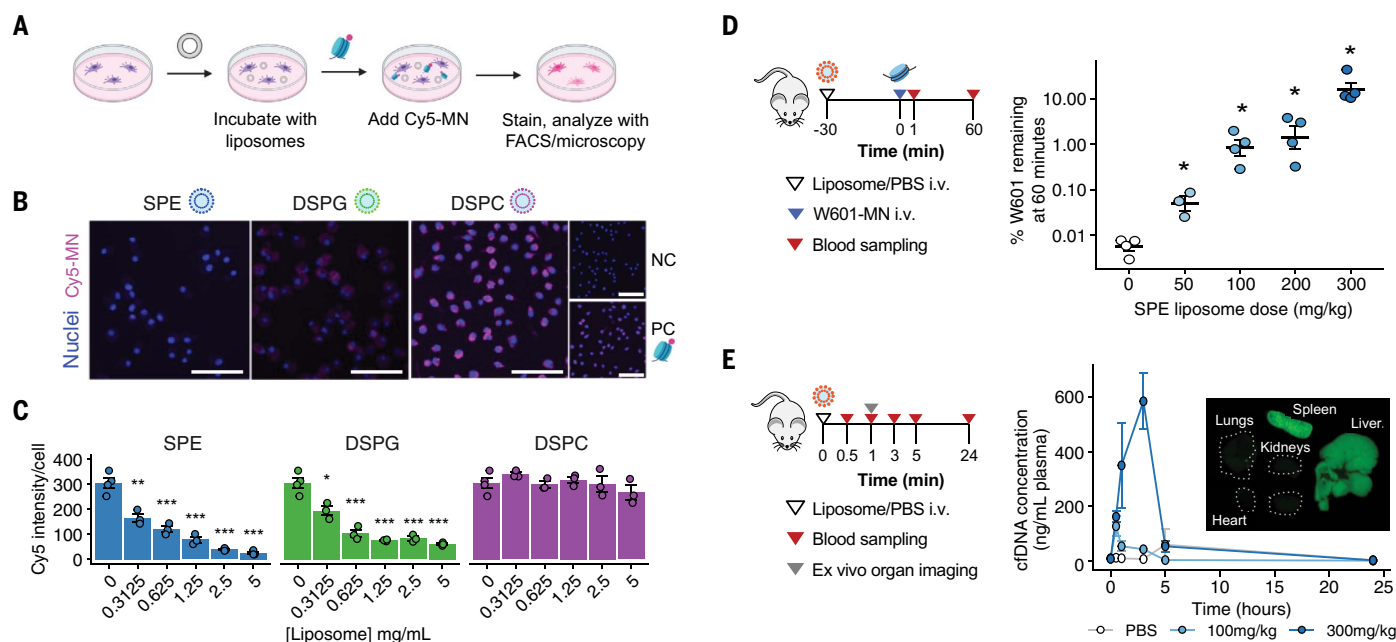 A
Incubate with
liposomes
Add Cy5-MN
Stain, analyze with
FACS/microscopy
B
SPE
DSPG
DSPC
Nuclei Cy5-MN
NC
PC
C
SPE
DSPG
DSPC
Cy5 intensity/cell
400
300
200
100
0
** *** *** *** ***
* *** *** *** ***
0 0.3125 0.625 1.25 2.5 5
0 0.3125 0.625 1.25 2.5 5
0 0.3125 0.625 1.25 2.5 5
[Liposome] mg/mL
D
-30 0 1 60
Time (min)
Liposome/PBS i.v.
W601-MN i.v.
Blood sampling
% W601 remaining
at 60 minutes
10.00
1.00
0.10
0.01
* * * *
0 50 100 200 300
SPE liposome dose (mg/kg)
E
0 0.5 1 3 5 24
Time (min)
Liposome/PBS i.v.
Blood sampling
Ex vivo organ imaging
cfDNA concentration
(ng/mL plasma)
600
400
200
0
Lungs
Spleen
Liver
Kidneys
Heart
0 5 10 15 20 25
Time (hours)
PBS 100mg/kg 300mg/kg